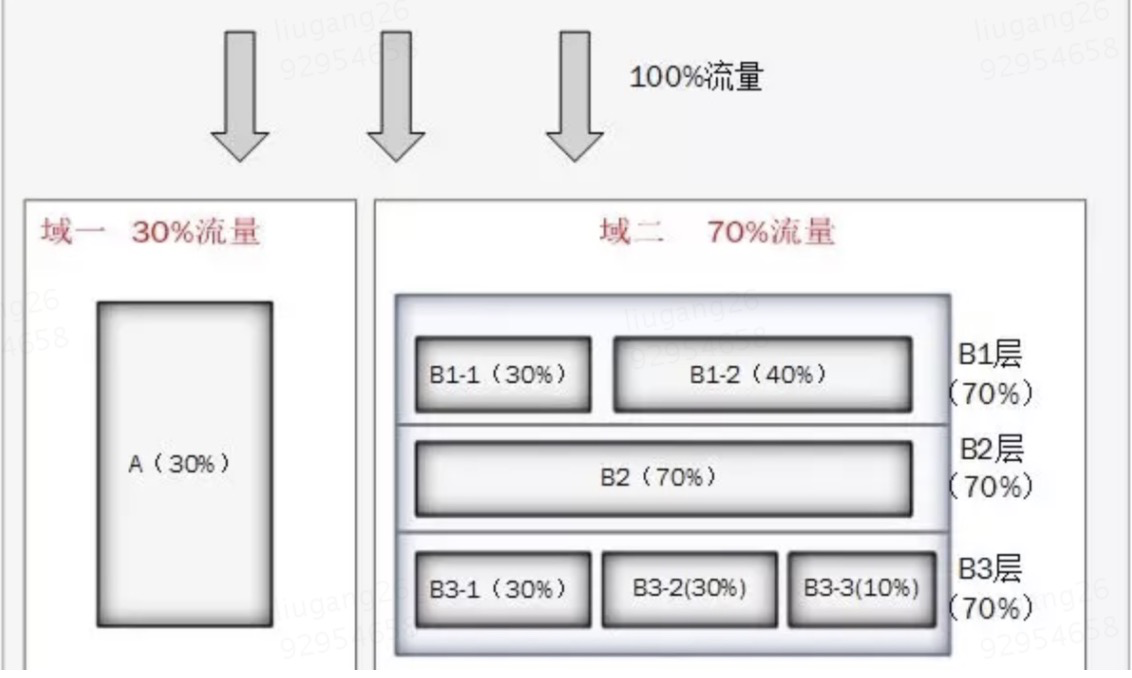 liugang26
92954658
liugang26
92954658
100%流量
域一 30%流量
域二 70%流量
ng26
4658
liugang26
92954658
B1-1（30%）
B1-2（40%）
B1层
（70%）
A（30%）
B2（70%）
B2层
（70%）
B3-1（30%）
B3-2(30%)
B3-3(10%)
B3层
（70%）
liugang26
92954658
liugang26
92954658